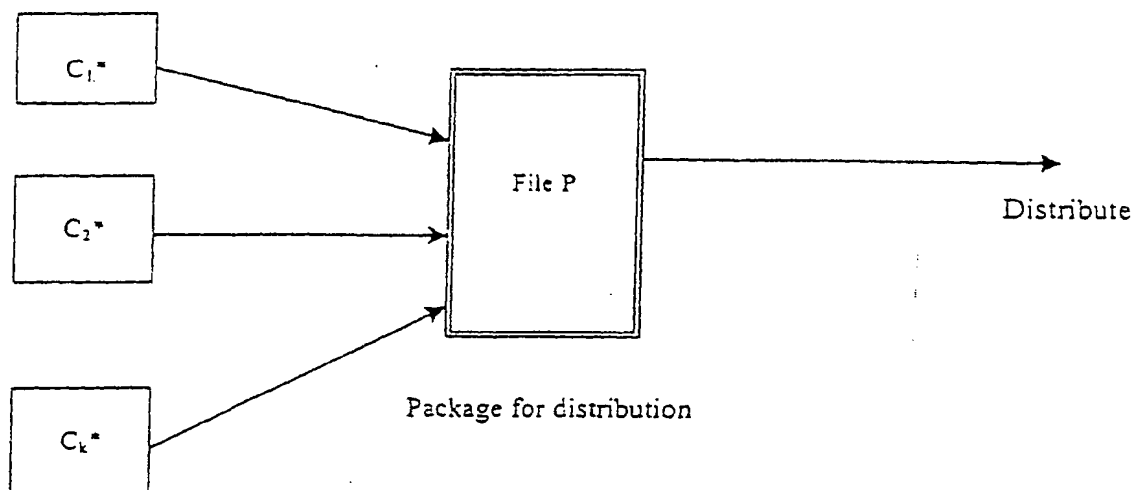 C₁*
C₂*
Cₖ*
File P
Package for distribution
Distribute